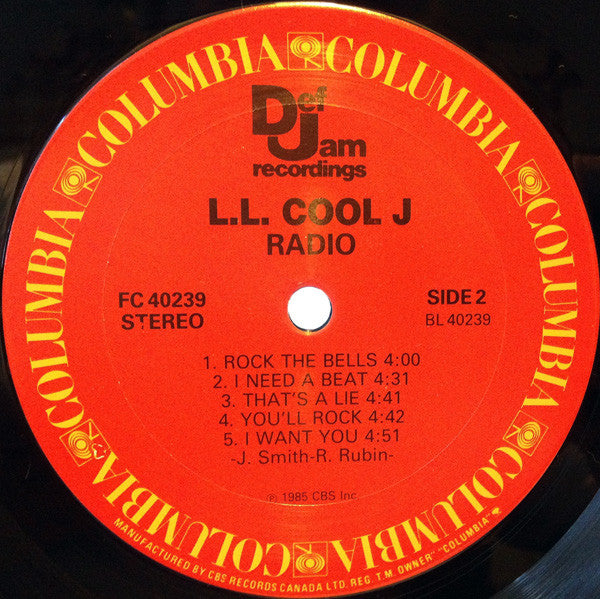 COLUMBIA COLUMBIA COLUMBIA COLUMBIA COLUMBIA COLUMBIA
Def
Jam
recordings
L.L. COOL J
RADIO
FC 40239
STEREO
SIDE 2
BL 40239
1. ROCK THE BELLS 4:00
2. I NEED A BEAT 4:31
3. THAT'S A LIE 4:41
4. YOU'LL ROCK 4:42
5. I WANT YOU 4:51
-J. Smith-R. Rubin-
℗ 1985 CBS Inc.
MANUFACTURED BY CBS RECORDS CANADA LTD. REG. T.M OWNER "COLUMBIA"